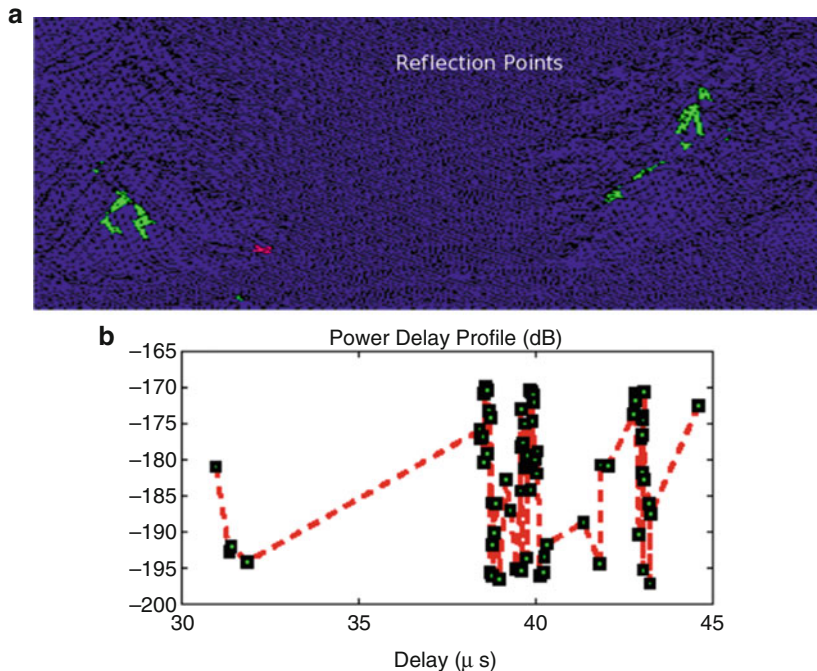 a
Reflection Points
b
Power Delay Profile (dB)
−165
−170
−175
−180
−185
−190
−195
−200
30
35
40
45
Delay (μ s)